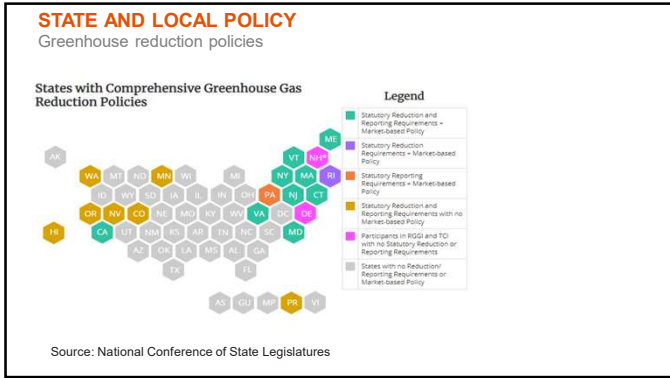 STATE AND LOCAL POLICY
Greenhouse reduction policies
States with Comprehensive Greenhouse Gas
Reduction Policies
Legend
Statutory Reduction and
Reporting Requirements +
Market-based Policy
Statutory Reduction
Requirements + Market-based
Policy
Statutory Reporting
Requirements + Market-based
Policy
Statutory Reduction and
Reporting Requirements with no
Market-based Policy
Participants in RGGI and TCI
with no Statutory Reduction or
Reporting Requirements
States with no Reduction/
Reporting Requirements or
Market-based Policy
ME
AK VT NH*
WA MT ND MN WI MI NY MA RI
ID WY SD IA IL IN OH PA NJ CT
OR NV CO NE MO KY WV VA DC DE
HI CA UT NM KS AR TN NC SC MD
AZ OK LA MS AL GA
TX FL
AS GU MP PR VI
Source: National Conference of State Legislatures